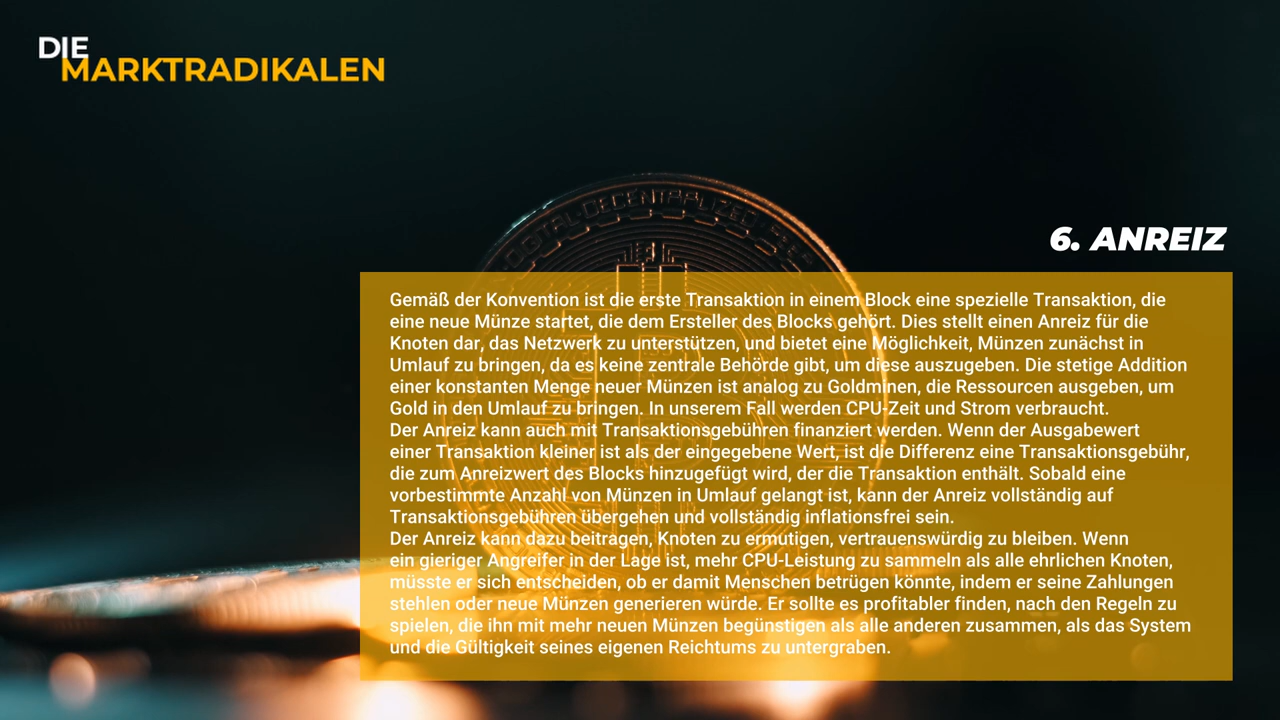 DIE
MARKTRADIKALEN
DIGITAL DECENTRALIZED
6. ANREIZ
Gemäß der Konvention ist die erste Transaktion in einem Block eine spezielle Transaktion, die
eine neue Münze startet, die dem Ersteller des Blocks gehört. Dies stellt einen Anreiz für die
Knoten dar, das Netzwerk zu unterstützen, und bietet eine Möglichkeit, Münzen zunächst in
Umlauf zu bringen, da es keine zentrale Behörde gibt, um diese auszugeben. Die stetige Addition
einer konstanten Menge neuer Münzen ist analog zu Goldminen, die Ressourcen ausgeben, um
Gold in den Umlauf zu bringen. In unserem Fall werden CPU-Zeit und Strom verbraucht.
Der Anreiz kann auch mit Transaktionsgebühren finanziert werden. Wenn der Ausgabewert
einer Transaktion kleiner ist als der eingegebene Wert, ist die Differenz eine Transaktionsgebühr,
die zum Anreizwert des Blocks hinzugefügt wird, der die Transaktion enthält. Sobald eine
vorbestimmte Anzahl von Münzen in Umlauf gelangt ist, kann der Anreiz vollständig auf
Transaktionsgebühren übergehen und vollständig inflationsfrei sein.
Der Anreiz kann dazu beitragen, Knoten zu ermutigen, vertrauenswürdig zu bleiben. Wenn
ein gieriger Angreifer in der Lage ist, mehr CPU-Leistung zu sammeln als alle ehrlichen Knoten,
müsste er sich entscheiden, ob er damit Menschen betrügen könnte, indem er seine Zahlungen
stehlen oder neue Münzen generieren würde. Er sollte es profitabler finden, nach den Regeln zu
spielen, die ihn mit mehr neuen Münzen begünstigen als alle anderen zusammen, als das System
und die Gültigkeit seines eigenen Reichtums zu untergraben.